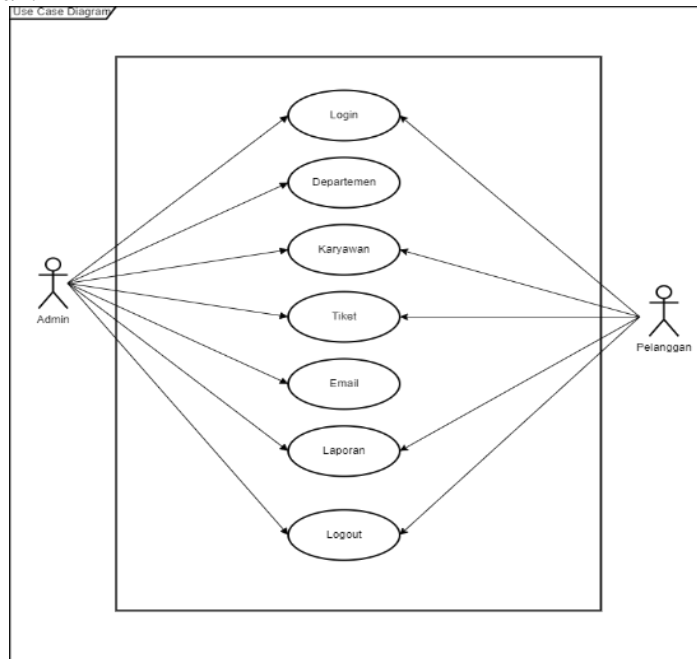 Use Case Diagram
Login
Departemen
Karyawan
Admin
Tiket
Pelanggan
Email
Laporan
Logout